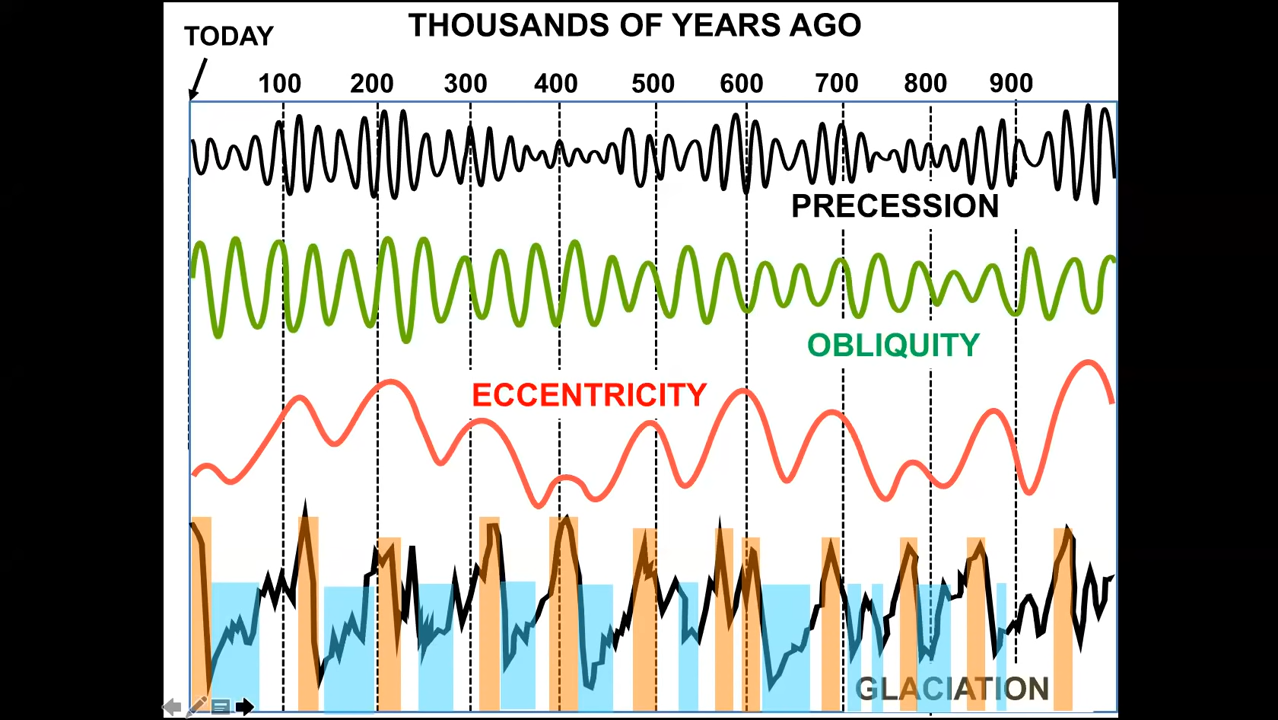 THOUSANDS OF YEARS AGO
TODAY
100 200 300 400 500 600 700 800 900
PRECESSION
OBLIQUITY
ECCENTRICITY
GLACIATION